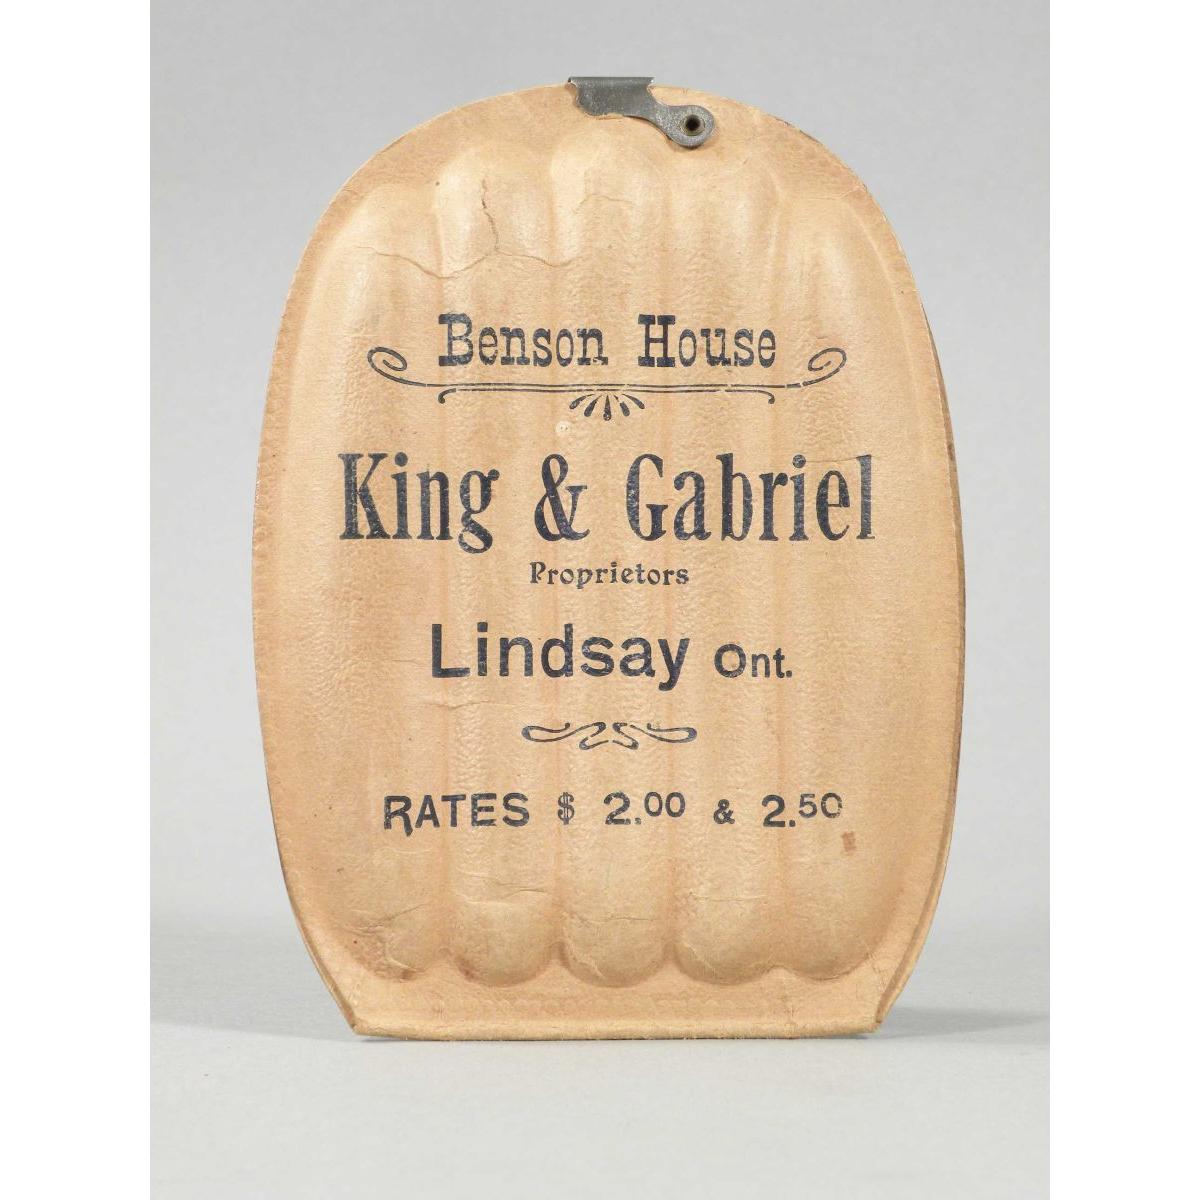 Benson House
King & Gabriel
Proprietors
Lindsay Ont.
RATES $ 2.00 & 2.50